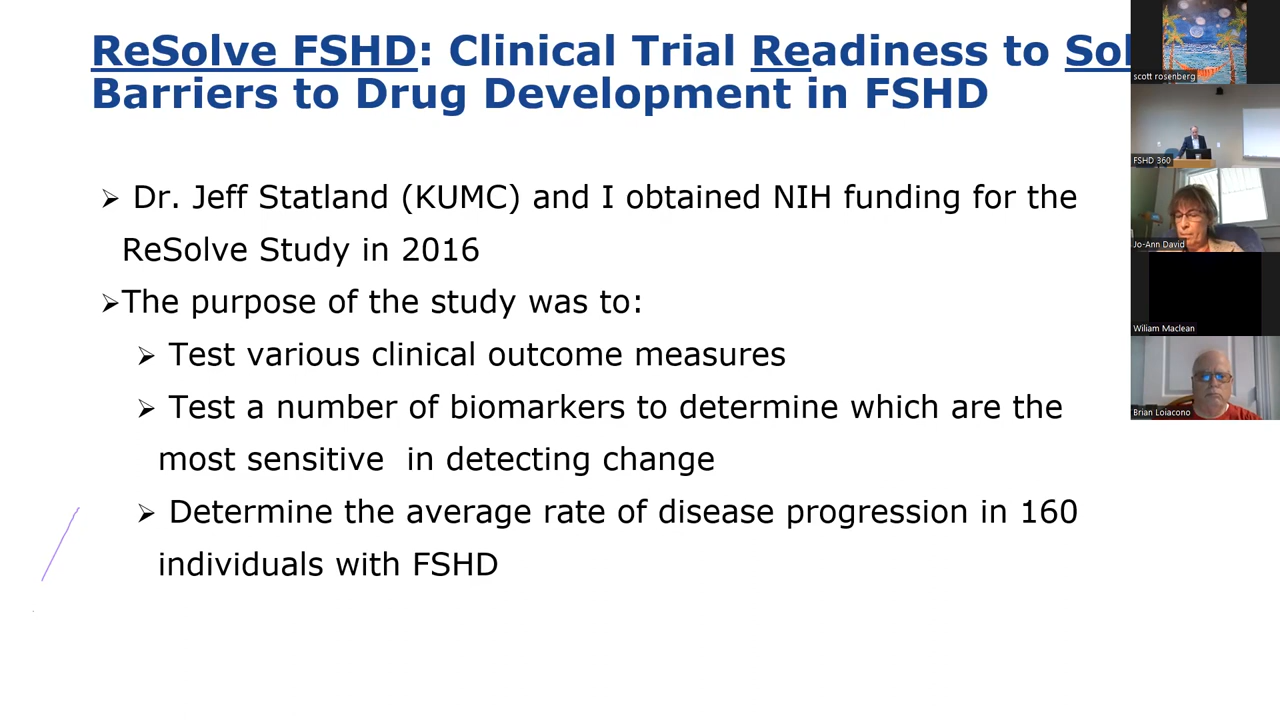 ReSolve FSHD: Clinical Trial Readiness to
Barriers to Drug Development in FSHD
➢ Dr. Jeff Statland (KUMC) and I obtained NIH funding for the
ReSolve Study in 2016
➢The purpose of the study was to:
➢ Test various clinical outcome measures
➢ Test a number of biomarkers to determine which are the
most sensitive in detecting change
➢ Determine the average rate of disease progression in 160
individuals with FSHD
scott rosenberg
FSHD 360
Jo-Ann David
Wiliam Maclean
Brian Loiacono